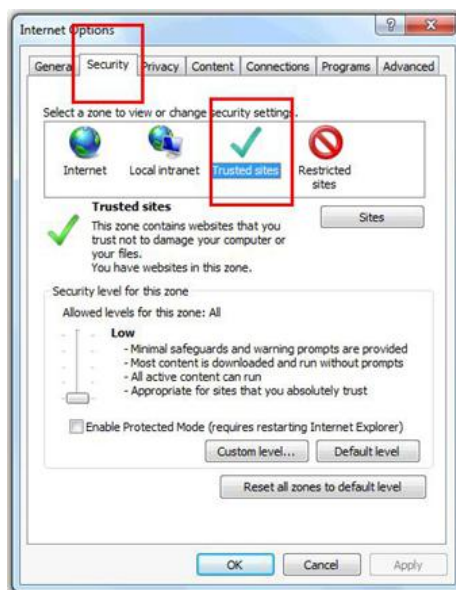 Internet Options
General Security Privacy Content Connections Programs Advanced
Select a zone to view or change security settings.
Internet Local intranet Trusted sites Restricted sites
Trusted sites
Sites
This zone contains websites that you
trust not to damage your computer or
your files.
You have websites in this zone.
Security level for this zone
Allowed levels for this zone: All
Low
- Minimal safeguards and warning prompts are provided
- Most content is downloaded and run without prompts
- All active content can run
- Appropriate for sites that you absolutely trust
Enable Protected Mode (requires restarting Internet Explorer)
Custom level... Default level
Reset all zones to default level
OK Cancel Apply